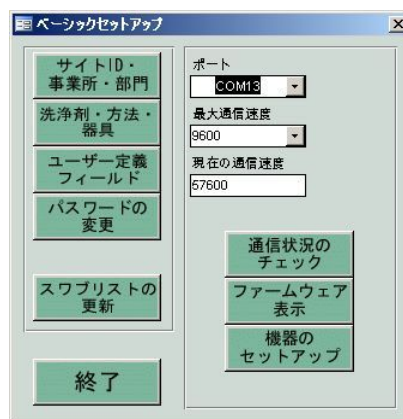 ベーシックセットアップ
サイトID・
事業所・部門
洗浄剤・方法・
器具
ユーザー定義
フィールド
パスワードの
変更
スワブリストの
更新
終了
ポート
COM13
最大通信速度
9600
現在の通信速度
57600
通信状況の
チェック
ファームウェア
表示
機器の
セットアップ